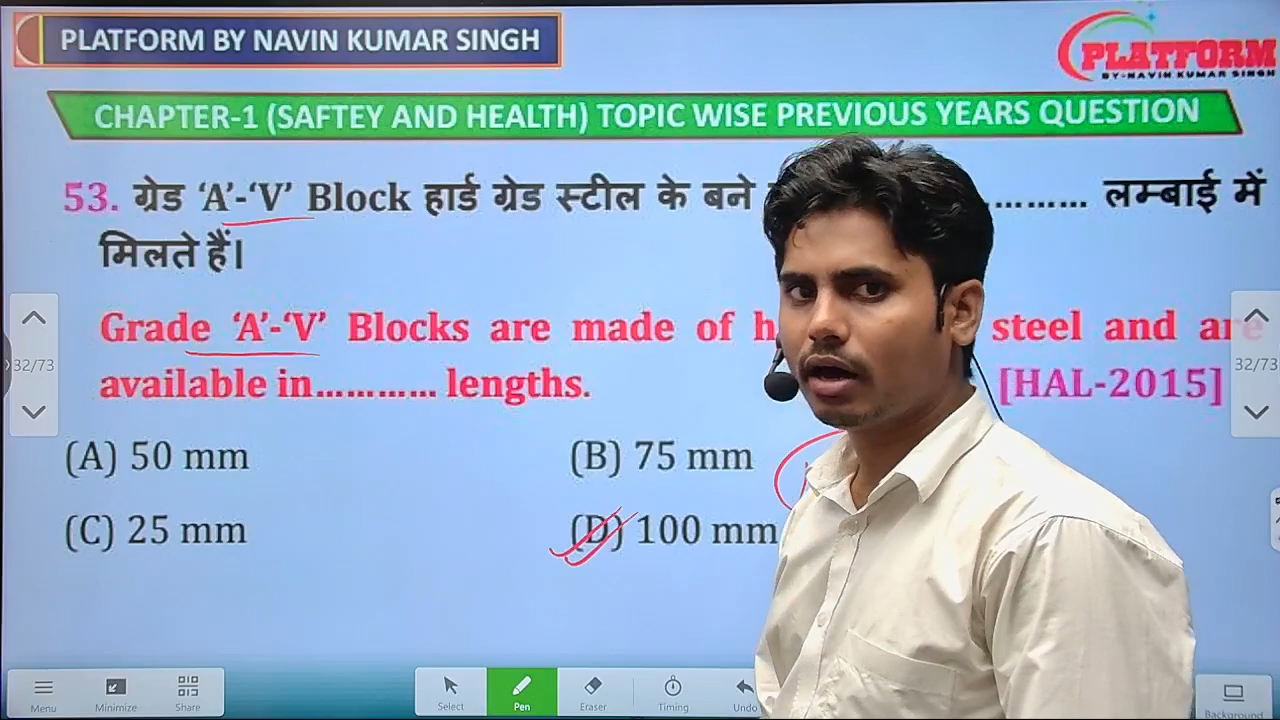 PLATFORM BY NAVIN KUMAR SINGH
PLATFORM
BY-NAVIN KUMAR SINGH
CHAPTER-1 (SAFTEY AND HEALTH) TOPIC WISE PREVIOUS YEARS QUESTION
53. ग्रेड ‘A’-‘V’ Block हार्ड ग्रेड स्टील के बने ………… लम्बाई में
मिलते हैं।
Grade ‘A’-‘V’ Blocks are made of steel and are
available in………… lengths. [HAL-2015]
(A) 50 mm (B) 75 mm
(C) 25 mm (D) 100 mm
32/73 32/73
Menu Minimize Share Select Pen Eraser Timing Undo Background